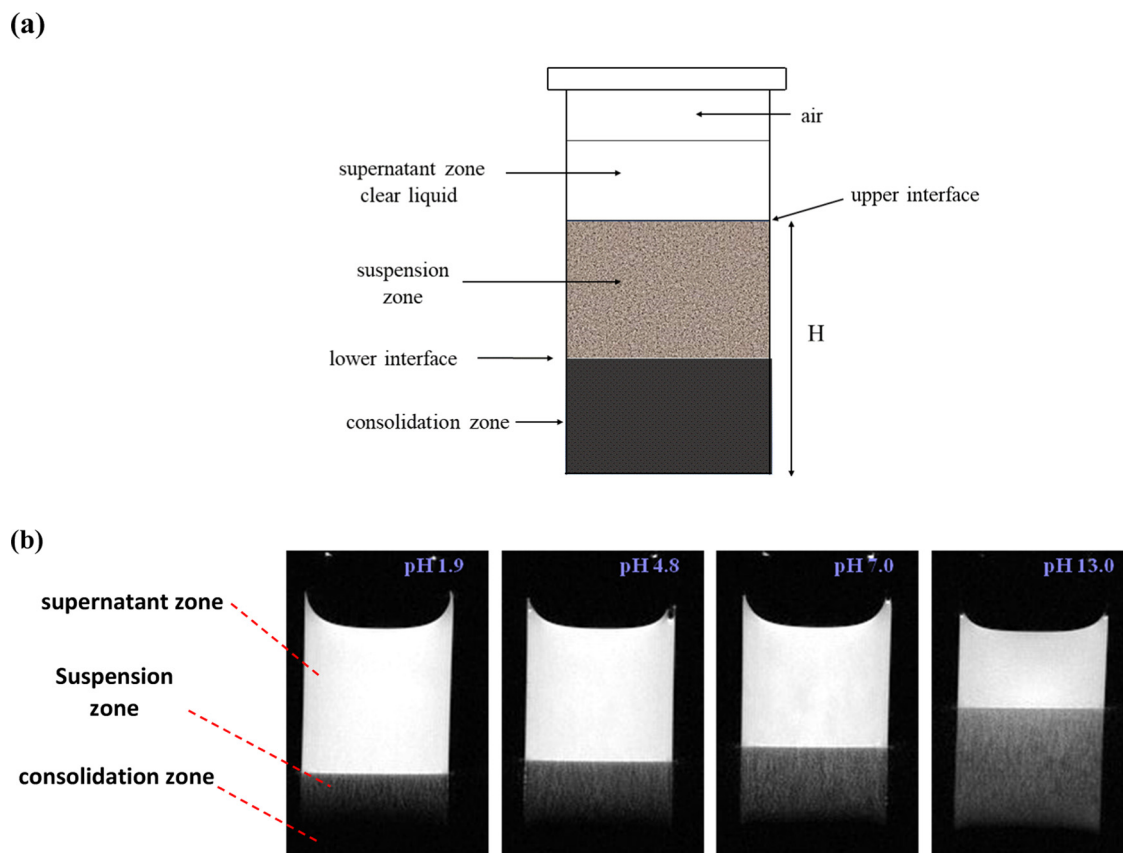 (a)
air
supernatant zone
clear liquid
upper interface
suspension
zone
H
lower interface
consolidation zone
(b)
pH 1.9
pH 4.8
pH 7.0
pH 13.0
supernatant zone
Suspension
zone
consolidation zone